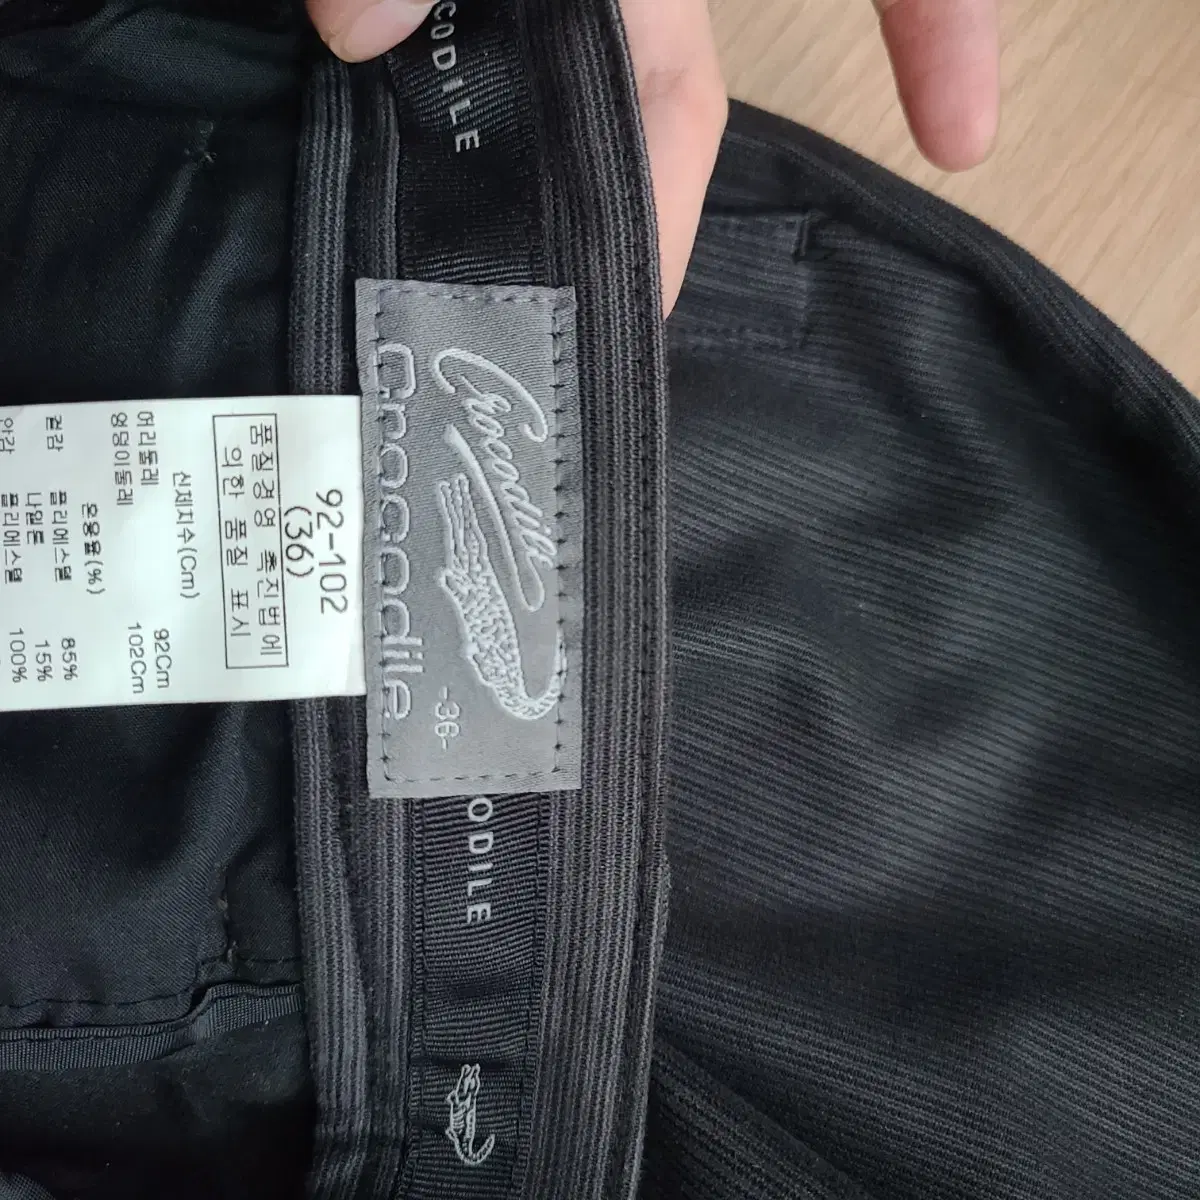 CODILE
Crocodile
Crocodile
-36-
ODILE
92-102
(36)
품질경영 촉진법에
의한 품질 표시
신체치수(Cm)
허리둘레 92Cm
엉덩이둘레 102Cm
혼용율(%)
겉감 폴리에스텔 85%
나일론 15%
안감 폴리에스텔 100%